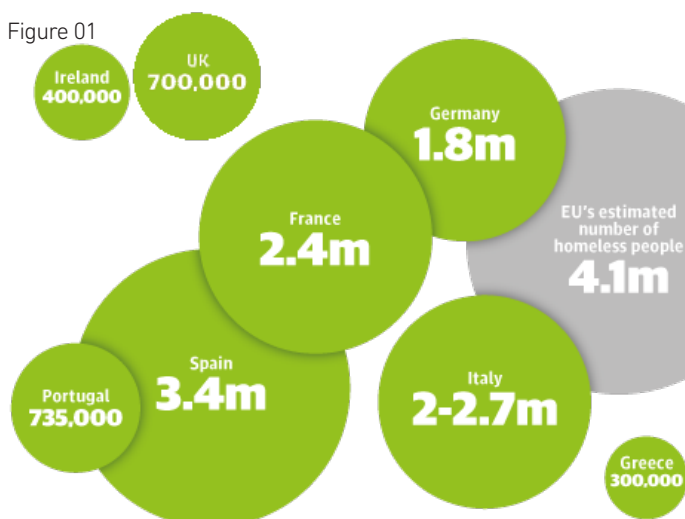 Figure 01
Ireland
400,000
UK
700,000
Germany
1.8m
EU's estimated
number of
homeless people
4.1m
France
2.4m
Spain
3.4m
Portugal
735,000
Italy
2-2.7m
Greece
300,000